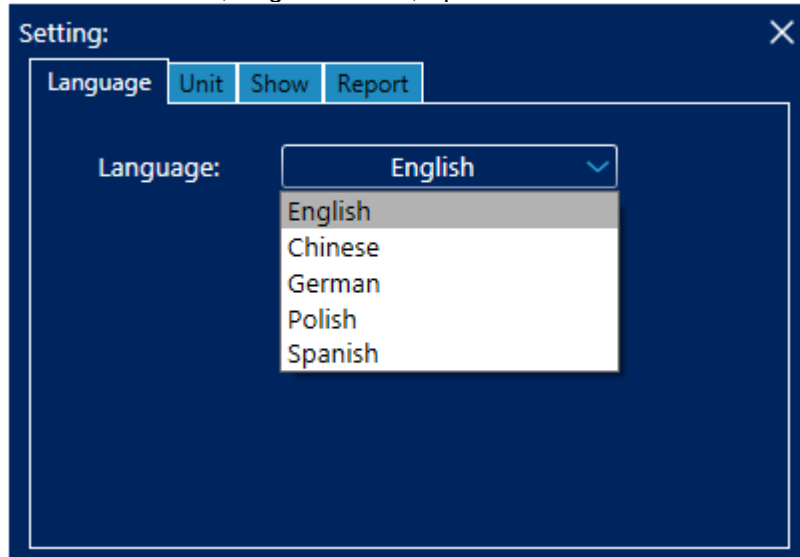 Setting:
Language Unit Show Report
Language: English
English
Chinese
German
Polish
Spanish